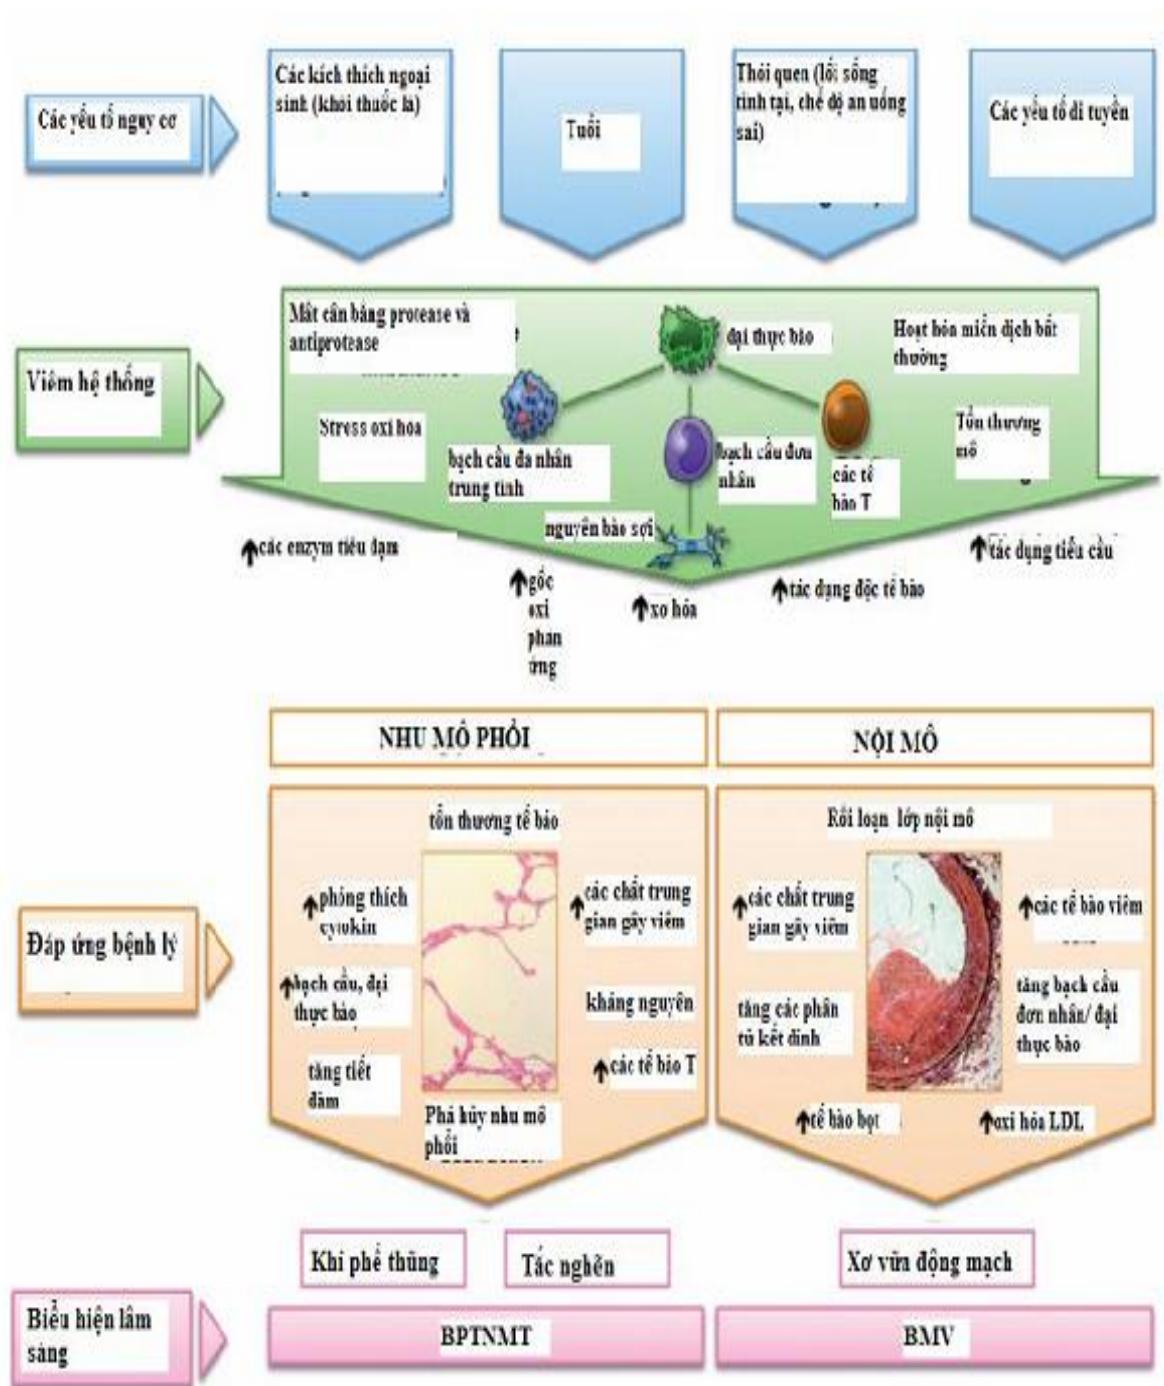 Các yếu tố nguy cơ
Các kích thích ngoại
sinh (khói thuốc lá)
Tuổi
Thói quen (lối sống
tĩnh tại, chế độ ăn uống
sai)
Các yếu tố di tuyền
Viêm hệ thống
Mất cân bằng protease và
antiprotease
đại thực bào
Hoạt hóa miễn dịch bất
thường
Stress oxi hóa
bạch cầu đa nhân
trung tính
bạch cầu đơn
nhân
các tế
bào T
Tổn thương
mô
nguyên bào sợi
↑các enzym tiêu đạm
↑gốc
oxi
phan
ứng
↑xo hóa
↑tác dụng độc tế bào
↑tác dụng tiểu cầu
NHU MÔ PHỔI
NỘI MÔ
Đáp ứng bệnh lý
tổn thương tế bào
↑phóng thích
cytokin
↑các chất trung
gian gây viêm
↑bạch cầu, đại
thực bào
kháng nguyên
tăng tiết
đàm
↑các tế bào T
Phá hủy nhu mô
phổi
Rối loạn lớp nội mô
↑các chất trung
gian gây viêm
↑các tế bào viêm
tăng các phân
tử kết dính
tăng bạch cầu
đơn nhân/ đại
thực bào
↑tế bào bọt
↑oxi hóa LDL
Biểu hiện lâm
sàng
Khí phế thũng
Tắc nghẽn
Xơ vữa động mạch
BPTNMT
BMV